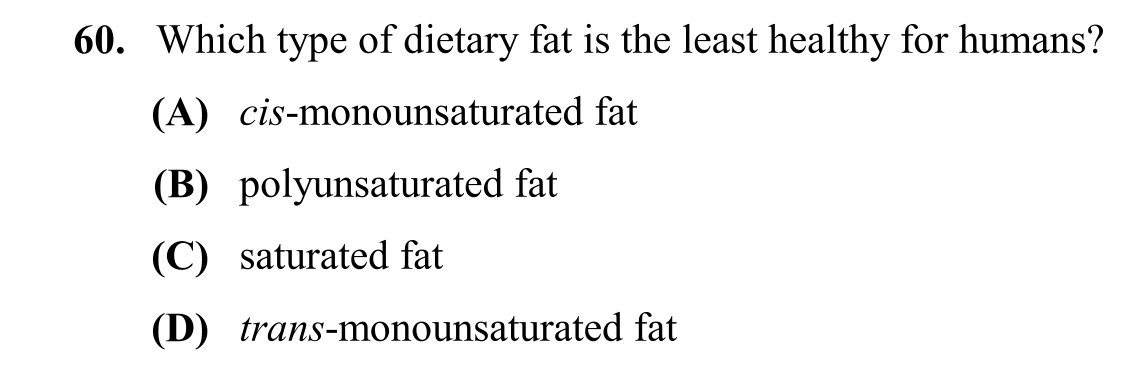 60. Which type of dietary fat is the least healthy for humans?
(A) cis-monounsaturated fat
(B) polyunsaturated fat
(C) saturated fat
(D) trans-monounsaturated fat